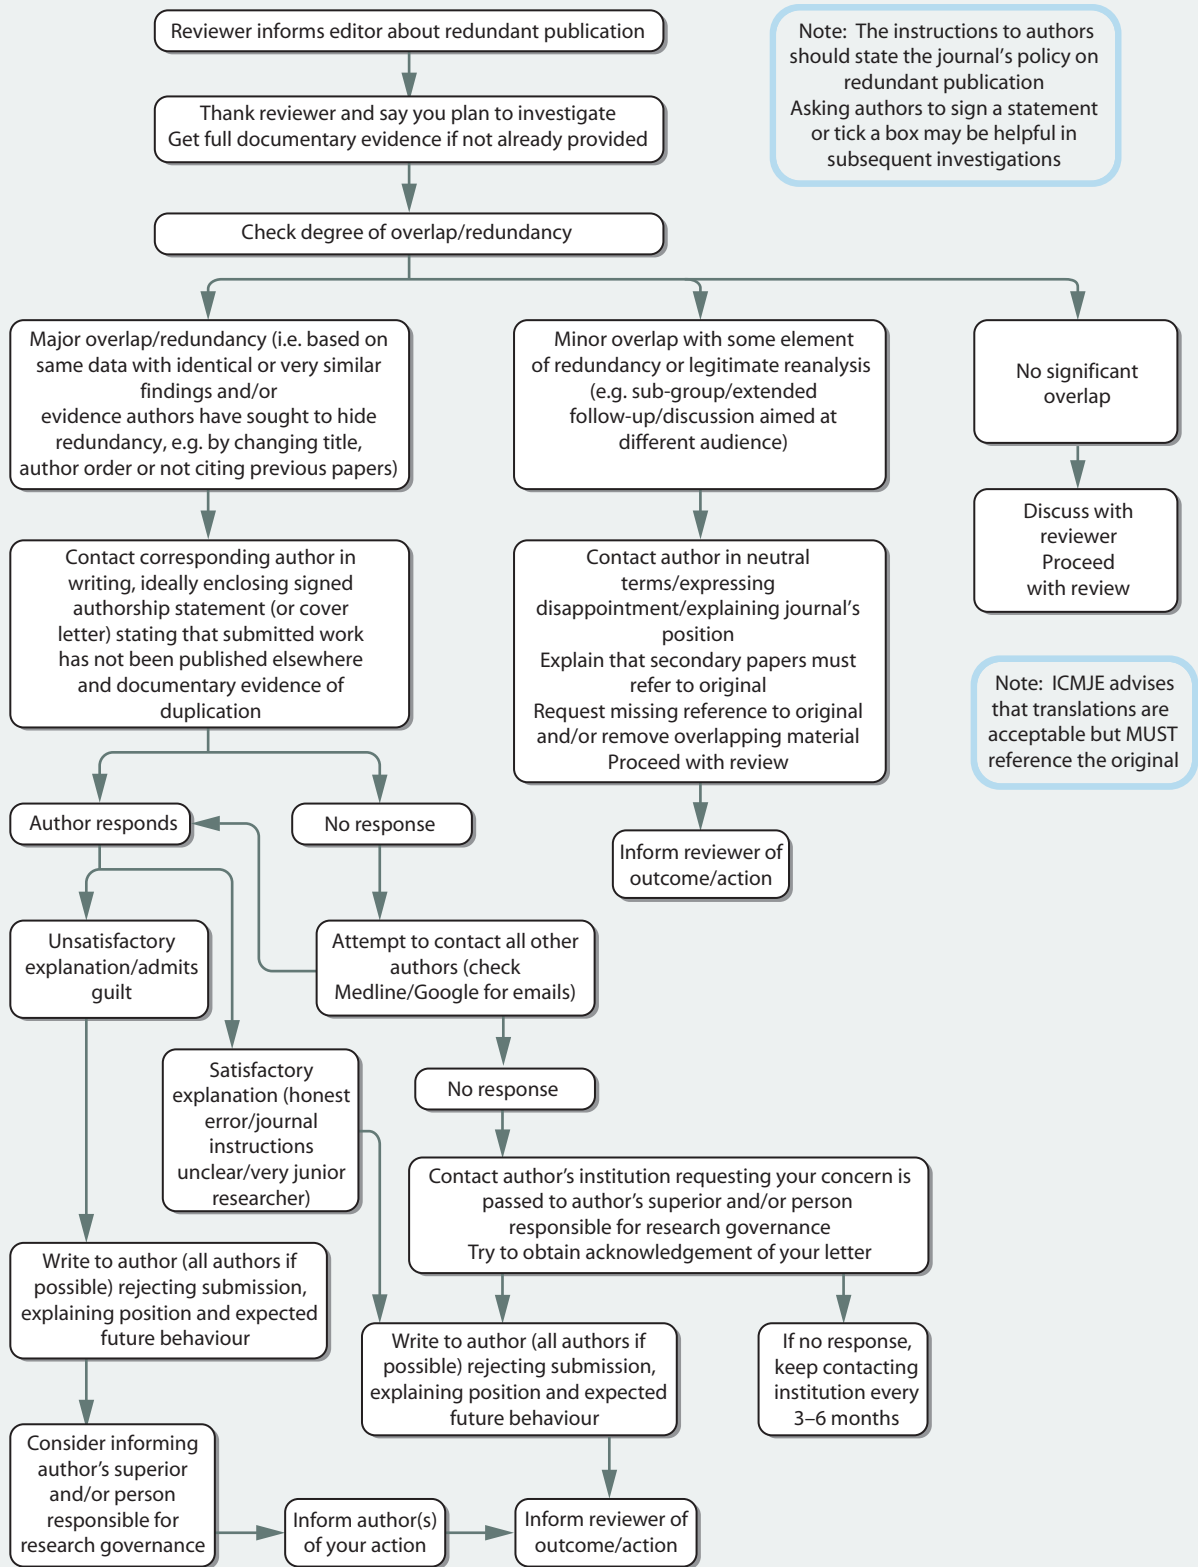 Reviewer informs editor about redundant publication
Note: The instructions to authors
should state the journal’s policy on
redundant publication
Asking authors to sign a statement
or tick a box may be helpful in
subsequent investigations
Thank reviewer and say you plan to investigate
Get full documentary evidence if not already provided
Check degree of overlap/redundancy
Major overlap/redundancy (i.e. based on
same data with identical or very similar
findings and/or
evidence authors have sought to hide
redundancy, e.g. by changing title,
author order or not citing previous papers)
Minor overlap with some element
of redundancy or legitimate reanalysis
(e.g. sub-group/extended
follow-up/discussion aimed at
different audience)
No significant
overlap
Contact corresponding author in
writing, ideally enclosing signed
authorship statement (or cover
letter) stating that submitted work
has not been published elsewhere
and documentary evidence of
duplication
Contact author in neutral
terms/expressing
disappointment/explaining journal’s
position
Explain that secondary papers must
refer to original
Request missing reference to original
and/or remove overlapping material
Proceed with review
Discuss with
reviewer
Proceed
with review
Note: ICMJE advises
that translations are
acceptable but MUST
reference the original
Author responds
No response
Inform reviewer of
outcome/action
Unsatisfactory
explanation/admits
guilt
Attempt to contact all other
authors (check
Medline/Google for emails)
Satisfactory
explanation (honest
error/journal
instructions
unclear/very junior
researcher)
No response
Contact author’s institution requesting your concern is
passed to author’s superior and/or person
responsible for research governance
Try to obtain acknowledgement of your letter
Write to author (all authors if
possible) rejecting submission,
explaining position and expected
future behaviour
Write to author (all authors if
possible) rejecting submission,
explaining position and expected
future behaviour
If no response,
keep contacting
institution every
3–6 months
Consider informing
author’s superior
and/or person
responsible for
research governance
Inform author(s)
of your action
Inform reviewer of
outcome/action